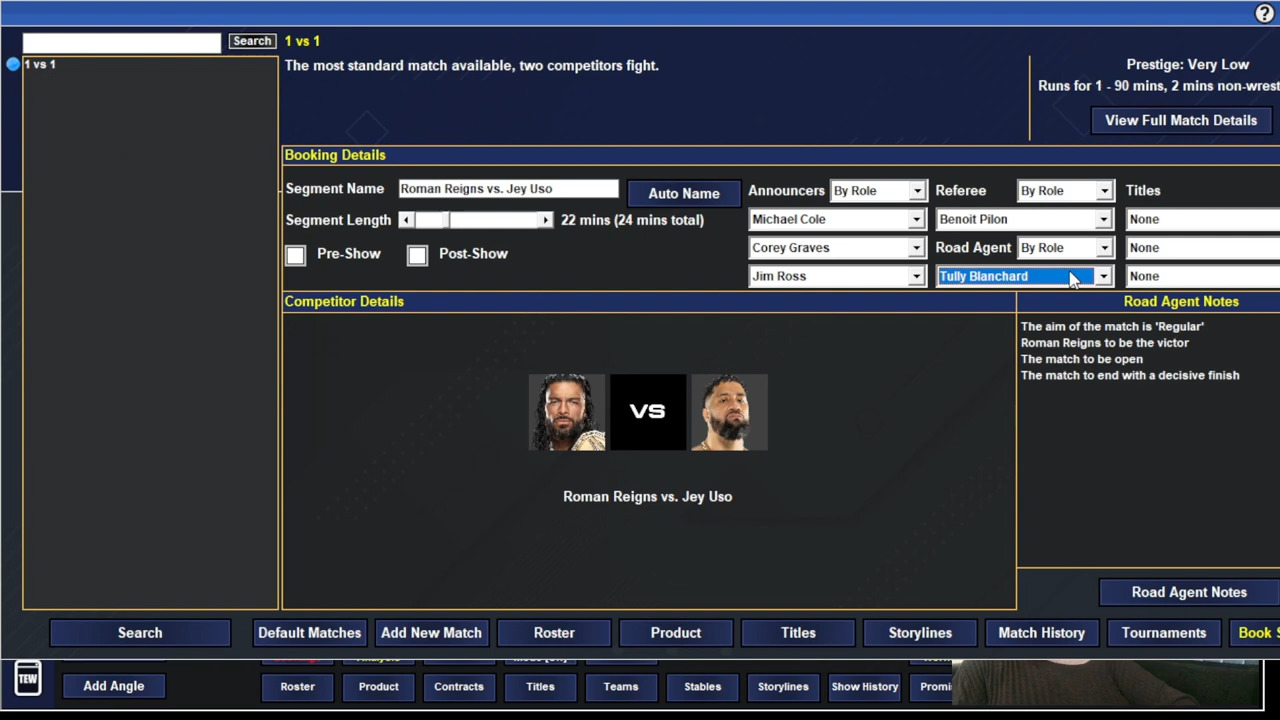 ?
Search
1 vs 1
1 vs 1
The most standard match available, two competitors fight.
Prestige: Very Low
Runs for 1 - 90 mins, 2 mins non-wrest
View Full Match Details
Booking Details
Segment Name
Roman Reigns vs. Jey Uso
Auto Name
Announcers
By Role
Referee
By Role
Titles
Segment Length
22 mins (24 mins total)
Michael Cole
Benoit Pilon
None
Pre-Show
Post-Show
Corey Graves
Road Agent
By Role
None
Jim Ross
Tully Blanchard
None
Competitor Details
Road Agent Notes
The aim of the match is 'Regular'
Roman Reigns to be the victor
The match to be open
The match to end with a decisive finish
VS
Roman Reigns vs. Jey Uso
Road Agent Notes
Search
Default Matches
Add New Match
Roster
Product
Titles
Storylines
Match History
Tournaments
Book S
TEW
Add Angle
Roster
Product
Contracts
Titles
Teams
Stables
Storylines
Show History
Promi